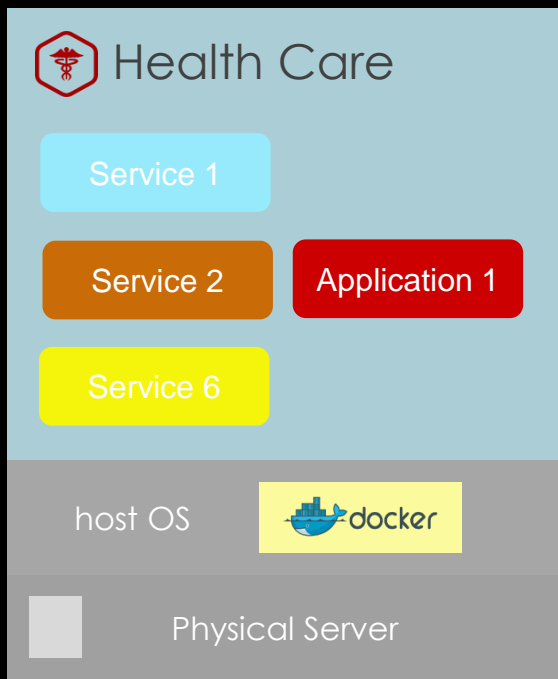 Health Care
Service 1
Service 2
Application 1
Service 6
host OS
docker
Physical Server